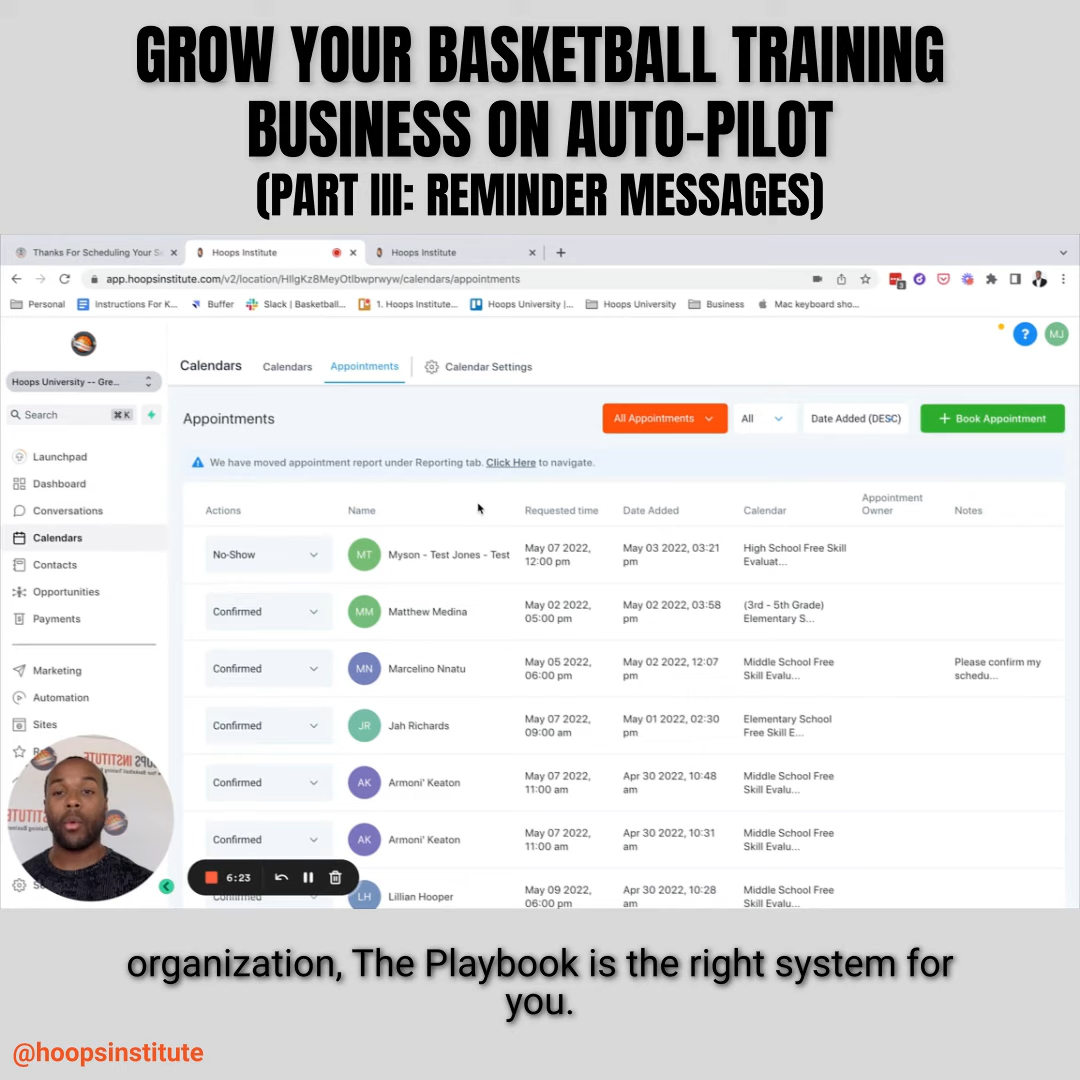 GROW YOUR BASKETBALL TRAINING
BUSINESS ON AUTO-PILOT
(PART III: REMINDER MESSAGES)
Thanks For Scheduling Your S
Hoops Institute
Hoops Institute
app.hoopsinstitute.com/v2/location/HIlgKz8MeyOtlbwprwyw/calendars/appointments
Personal
Instructions For K...
Buffer
Slack | Basketball...
1. Hoops Institute...
Hoops University |...
Hoops University
Business
Mac keyboard sho...
? MJ
Hoops University -- Gre...
Calendars
Calendars
Appointments
Calendar Settings
Search ⌘ K
Appointments
All Appointments
All
Date Added (DESC)
+ Book Appointment
Launchpad
Dashboard
Conversations
Calendars
Contacts
Opportunities
Payments
Marketing
Automation
Sites
We have moved appointment report under Reporting tab. Click Here to navigate.
Actions Name Requested time Date Added Calendar Appointment Owner Notes
No-Show MT Myson - Test Jones - Test May 07 2022, 12:00 pm May 03 2022, 03:21 pm High School Free Skill Evaluat...
Confirmed MM Matthew Medina May 02 2022, 05:00 pm May 02 2022, 03:58 pm (3rd - 5th Grade) Elementary S...
Confirmed MN Marcelino Nnatu May 05 2022, 06:00 pm May 02 2022, 12:07 pm Middle School Free Skill Evalu... Please confirm my schedu...
Confirmed JR Jah Richards May 07 2022, 09:00 am May 01 2022, 02:30 pm Elementary School Free Skill E...
Confirmed AK Armoni' Keaton May 07 2022, 11:00 am Apr 30 2022, 10:48 am Middle School Free Skill Evalu...
Confirmed AK Armoni' Keaton May 07 2022, 11:00 am Apr 30 2022, 10:31 am Middle School Free Skill Evalu...
Confirmed LH Lillian Hooper May 09 2022, 06:00 pm Apr 30 2022, 10:28 am Middle School Free Skill Evalu...
6:23
organization, The Playbook is the right system for
you.
@hoopsinstitute